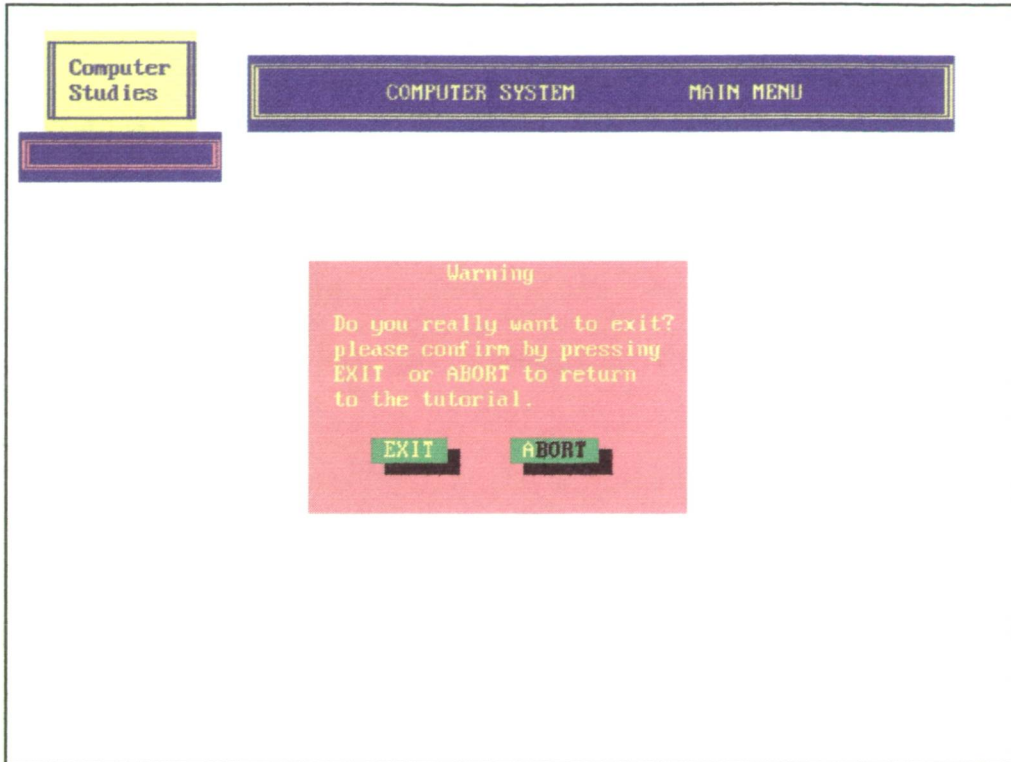 Computer
Studies
COMPUTER SYSTEM MAIN MENU
Warning
Do you really want to exit?
please confirm by pressing
EXIT or ABORT to return
to the tutorial.
EXIT ABORT